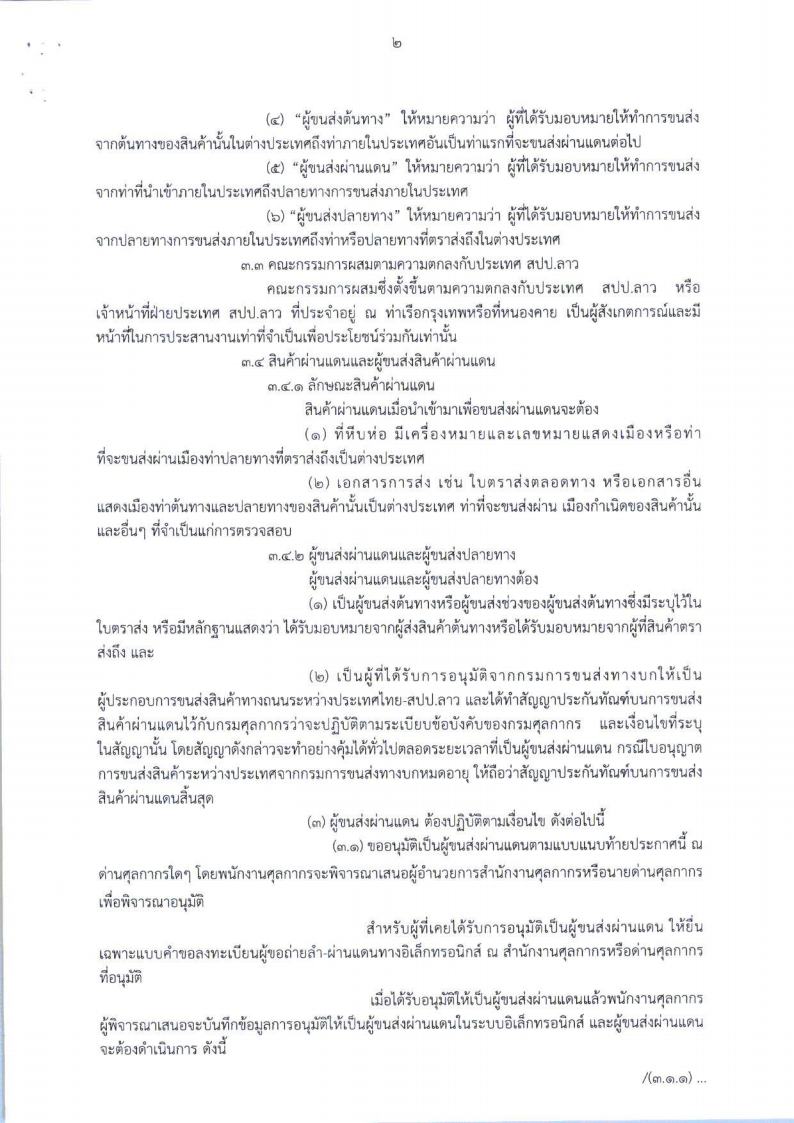 ๒
(๔) “ผู้ขนส่งต้นทาง” ให้หมายความว่า ผู้ที่ได้รับมอบหมายให้ทำการขนส่ง
จากต้นทางของสินค้านั้นในต่างประเทศถึงท่าภายในประเทศอันเป็นท่าแรกที่จะขนส่งผ่านแดนต่อไป
(๕) “ผู้ขนส่งผ่านแดน” ให้หมายความว่า ผู้ที่ได้รับมอบหมายให้ทำการขนส่ง
จากท่าที่นำเข้าภายในประเทศถึงปลายทางการขนส่งภายในประเทศ
(๖) “ผู้ขนส่งปลายทาง” ให้หมายความว่า ผู้ที่ได้รับมอบหมายให้ทำการขนส่ง
จากปลายทางการขนส่งภายในประเทศถึงท่าหรือปลายทางที่ตราส่งถึงในต่างประเทศ
๓.๓ คณะกรรมการผสมตามความตกลงกับประเทศ สปป.ลาว
คณะกรรมการผสมซึ่งตั้งขึ้นตามความตกลงกับประเทศ สปป.ลาว หรือ
เจ้าหน้าที่ฝ่ายประเทศ สปป.ลาว ที่ประจำอยู่ ณ ท่าเรือกรุงเทพหรือที่หนองคาย เป็นผู้สังเกตการณ์และมี
หน้าที่ในการประสานงานเท่าที่จำเป็นเพื่อประโยชน์ร่วมกันเท่านั้น
๓.๔ สินค้าผ่านแดนและผู้ขนส่งสินค้าผ่านแดน
๓.๔.๑ ลักษณะสินค้าผ่านแดน
สินค้าผ่านแดนเมื่อนำเข้ามาเพื่อขนส่งผ่านแดนจะต้อง
(๑) ที่หีบห่อ มีเครื่องหมายและเลขหมายแสดงเมืองหรือท่า
ที่จะขนส่งผ่านเมืองท่าปลายทางที่ตราส่งถึงเป็นต่างประเทศ
(๒) เอกสารการส่ง เช่น ใบตราส่งตลอดทาง หรือเอกสารอื่น
แสดงเมืองท่าต้นทางและปลายทางของสินค้านั้นเป็นต่างประเทศ ท่าที่จะขนส่งผ่าน เมืองกำเนิดของสินค้านั้น
และอื่นๆ ที่จำเป็นแก่การตรวจสอบ
๓.๔.๒ ผู้ขนส่งผ่านแดนและผู้ขนส่งปลายทาง
ผู้ขนส่งผ่านแดนและผู้ขนส่งปลายทางต้อง
(๑) เป็นผู้ขนส่งต้นทางหรือผู้ขนส่งช่วงของผู้ขนส่งต้นทางซึ่งมีระบุไว้ใน
ใบตราส่ง หรือมีหลักฐานแสดงว่า ได้รับมอบหมายจากผู้ส่งสินค้าต้นทางหรือได้รับมอบหมายจากผู้ที่สินค้าตรา
ส่งถึง และ
(๒) เป็นผู้ที่ได้รับการอนุมัติจากกรมการขนส่งทางบกให้เป็น
ผู้ประกอบการขนส่งสินค้าทางถนนระหว่างประเทศไทย-สปป.ลาว และได้ทำสัญญาประกันทัณฑ์บนการขนส่ง
สินค้าผ่านแดนไว้กับกรมศุลกากรว่าจะปฏิบัติตามระเบียบข้อบังคับของกรมศุลกากร และเงื่อนไขที่ระบุ
ในสัญญานั้น โดยสัญญาดังกล่าวจะทำอย่างคุ้มได้ทั่วไปตลอดระยะเวลาที่เป็นผู้ขนส่งผ่านแดน กรณีใบอนุญาต
การขนส่งสินค้าระหว่างประเทศจากกรมการขนส่งทางบกหมดอายุ ให้ถือว่าสัญญาประกันทัณฑ์บนการขนส่ง
สินค้าผ่านแดนสิ้นสุด
(๓) ผู้ขนส่งผ่านแดน ต้องปฏิบัติตามเงื่อนไข ดังต่อไปนี้
(๓.๑) ขออนุมัติเป็นผู้ขนส่งผ่านแดนตามแบบแนบท้ายประกาศนี้ ณ
ด่านศุลกากรใดๆ โดยพนักงานศุลกากรจะพิจารณาเสนอผู้อำนวยการสำนักงานศุลกากรหรือนายด่านศุลกากร
เพื่อพิจารณาอนุมัติ
สำหรับผู้ที่เคยได้รับการอนุมัติเป็นผู้ขนส่งผ่านแดน ให้ยื่น
เฉพาะแบบคำขอลงทะเบียนผู้ขอถ่ายลำ-ผ่านแดนทางอิเล็กทรอนิกส์ ณ สำนักงานศุลกากรหรือด่านศุลกากร
ที่อนุมัติ
เมื่อได้รับอนุมัติให้เป็นผู้ขนส่งผ่านแดนแล้วพนักงานศุลกากร
ผู้พิจารณาเสนอจะบันทึกข้อมูลการอนุมัติให้เป็นผู้ขนส่งผ่านแดนในระบบอิเล็กทรอนิกส์ และผู้ขนส่งผ่านแดน
จะต้องดำเนินการ ดังนี้
/(๓.๑.๑) ...